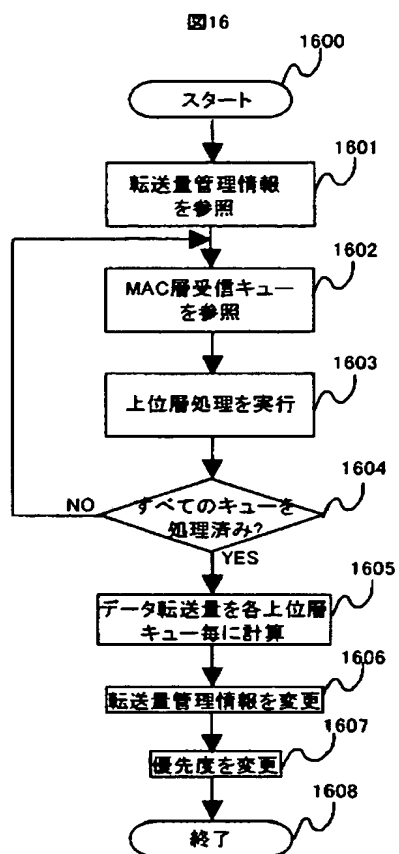 図16
1600
スタート
1601
転送量管理情報
を参照
1602
MAC層受信キュー
を参照
1603
上位層処理を実行
1604
NO
すべてのキューを
処理済み?
YES
1605
データ転送量を各上位層
キュー毎に計算
1606
転送量管理情報を変更
1607
優先度を変更
1608
終了